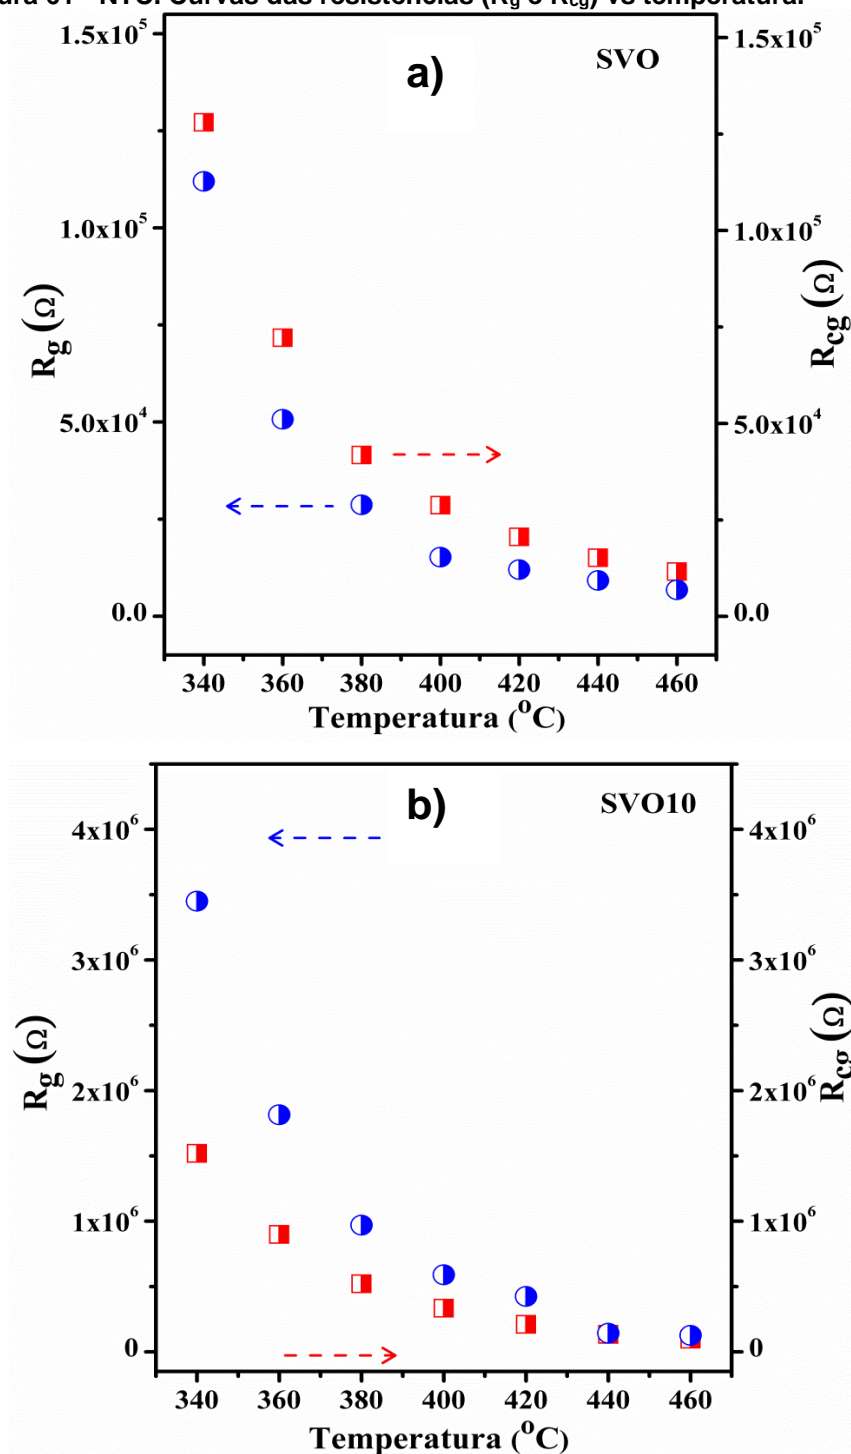 NTC: Curvas das resistências (Rg e Rcg) vs temperatura.
a)
SVO
1.5x10^5
1.0x10^5
5.0x10^4
0.0
1.5x10^5
1.0x10^5
5.0x10^4
0.0
Rg (Ω)
Rcg (Ω)
340 360 380 400 420 440 460
Temperatura (°C)
b)
SVO10
4x10^6
3x10^6
2x10^6
1x10^6
0
4x10^6
3x10^6
2x10^6
1x10^6
0
Rg (Ω)
Rcg (Ω)
340 360 380 400 420 440 460
Temperatura (°C)